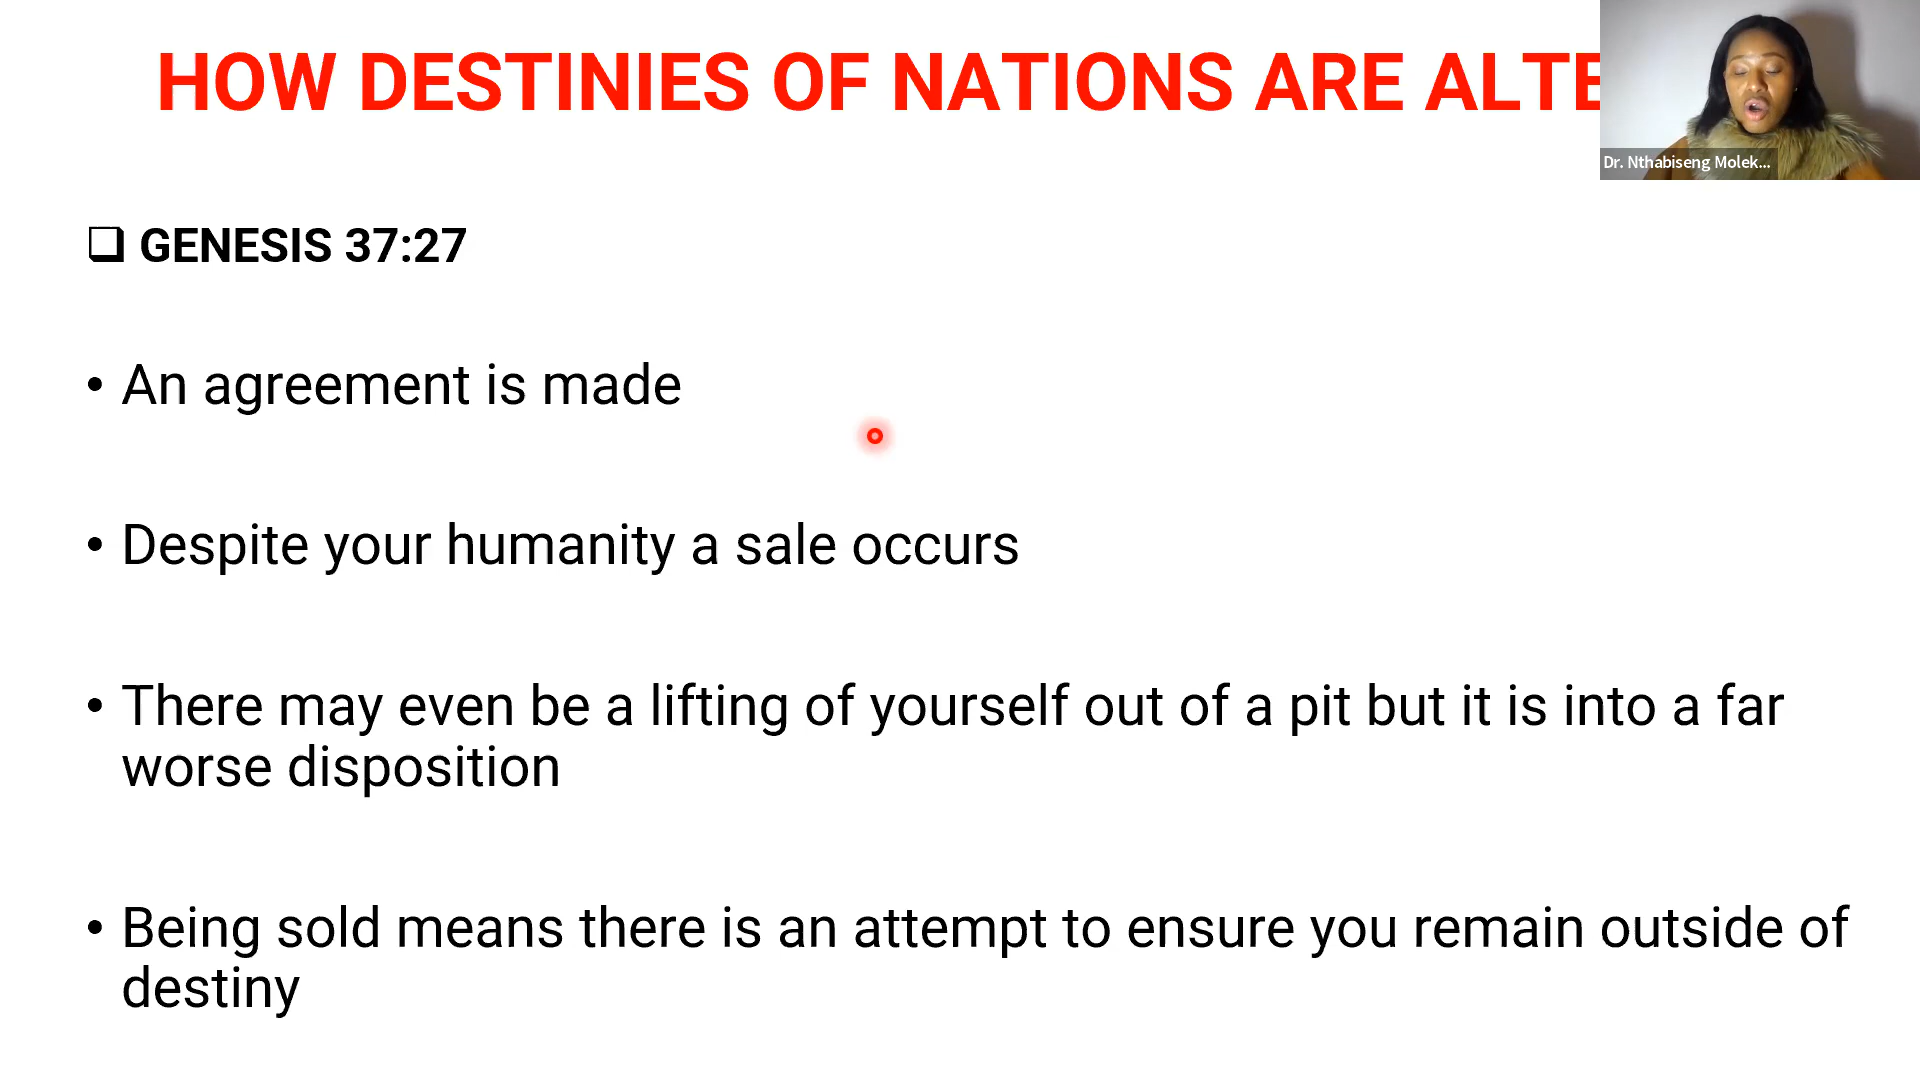 HOW DESTINIES OF NATIONS ARE ALTE
Dr. Nthabiseng Molek...
GENESIS 37:27
• An agreement is made
• Despite your humanity a sale occurs
• There may even be a lifting of yourself out of a pit but it is into a far
worse disposition
• Being sold means there is an attempt to ensure you remain outside of
destiny